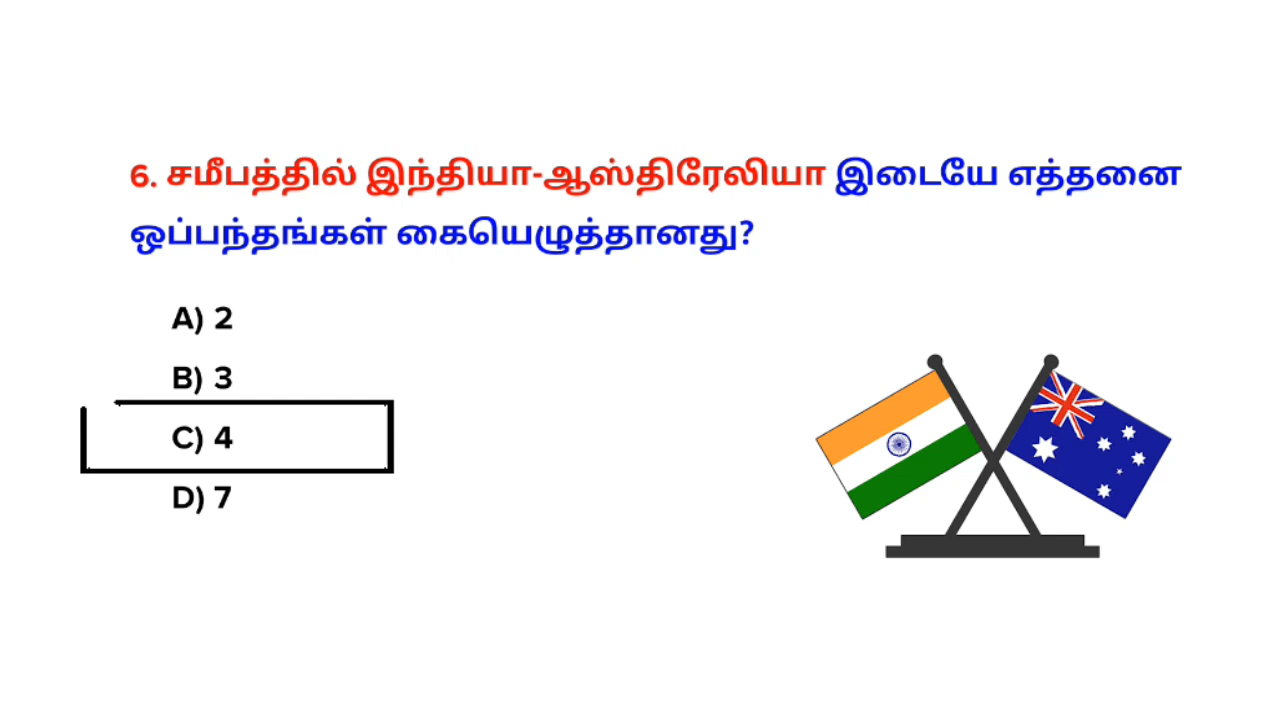 6. சமீபத்தில் இந்தியா-ஆஸ்திரேலியா இடையே எத்தனை
ஒப்பந்தங்கள் கையெழுத்தானது?
A) 2
B) 3
C) 4
D) 7